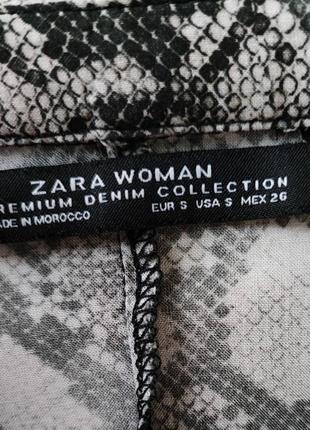 ZARA WOMAN
REMIUM DENIM COLLECTION
ADE IN MOROCCO EUR S USA S MEX 26